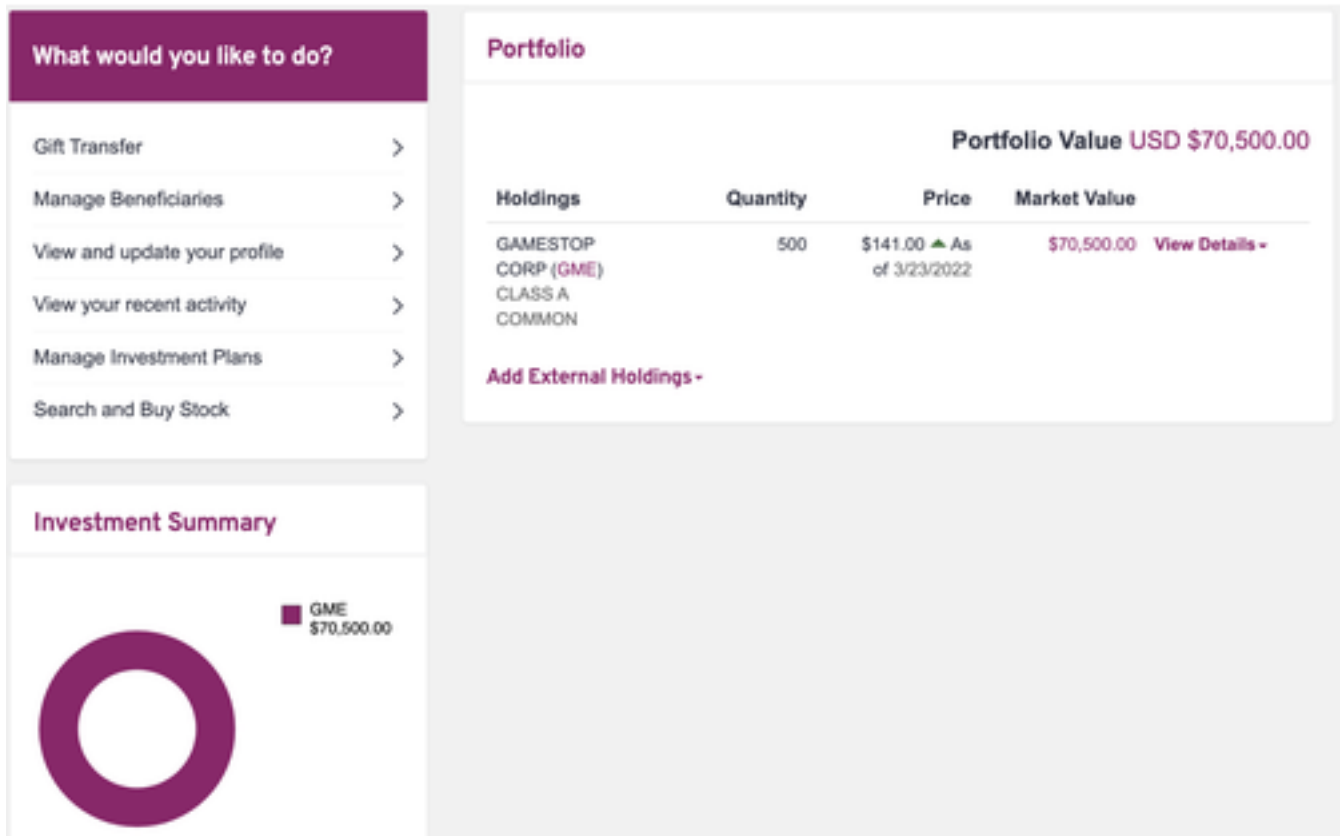 What would you like to do?
Gift Transfer
Manage Beneficiaries
View and update your profile
View your recent activity
Manage Investment Plans
Search and Buy Stock
Portfolio
Portfolio Value USD $70,500.00
Holdings Quantity Price Market Value
GAMESTOP 500 $141.00 ▲ As $70,500.00 View Details
CORP (GME) of 3/23/2022
CLASS A
COMMON
Add External Holdings
Investment Summary
GME
$70,500.00